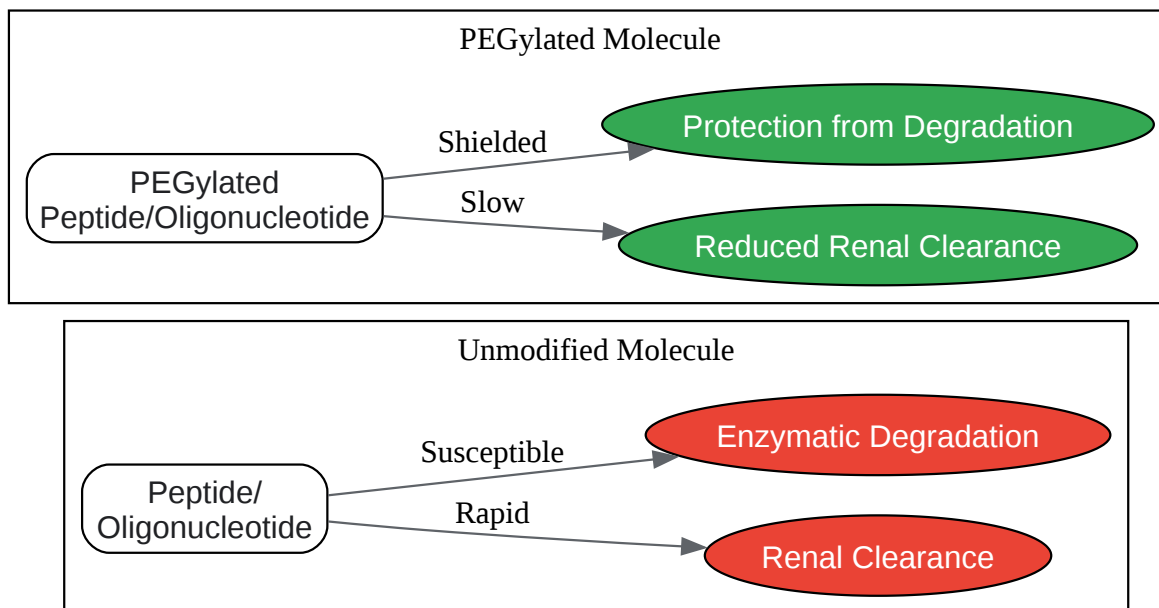 PEGylated Molecule
Shielded
Protection from Degradation
PEGylated
Peptide/Oligonucleotide
Slow
Reduced Renal Clearance
Unmodified Molecule
Susceptible
Enzymatic Degradation
Peptide/
Oligonucleotide
Rapid
Renal Clearance